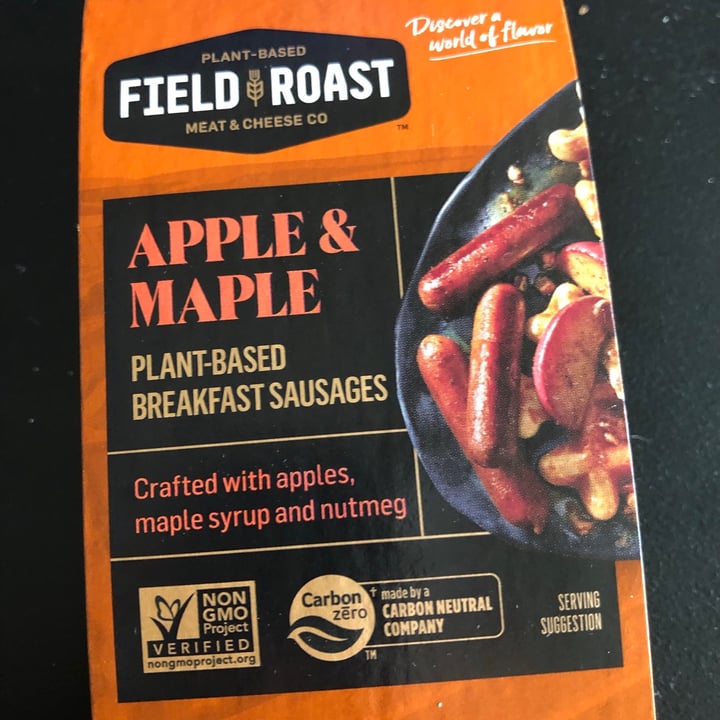 Discover a
world of flavor
PLANT-BASED
FIELD ROAST
MEAT & CHEESE CO
TM
APPLE &
MAPLE
PLANT-BASED
BREAKFAST SAUSAGES
Crafted with apples,
maple syrup and nutmeg
NON
GMO
Project
VERIFIED
nongmoproject.org
Carbon
zērо
TM
+ made by a
CARBON NEUTRAL
COMPANY
SERVING
SUGGESTION